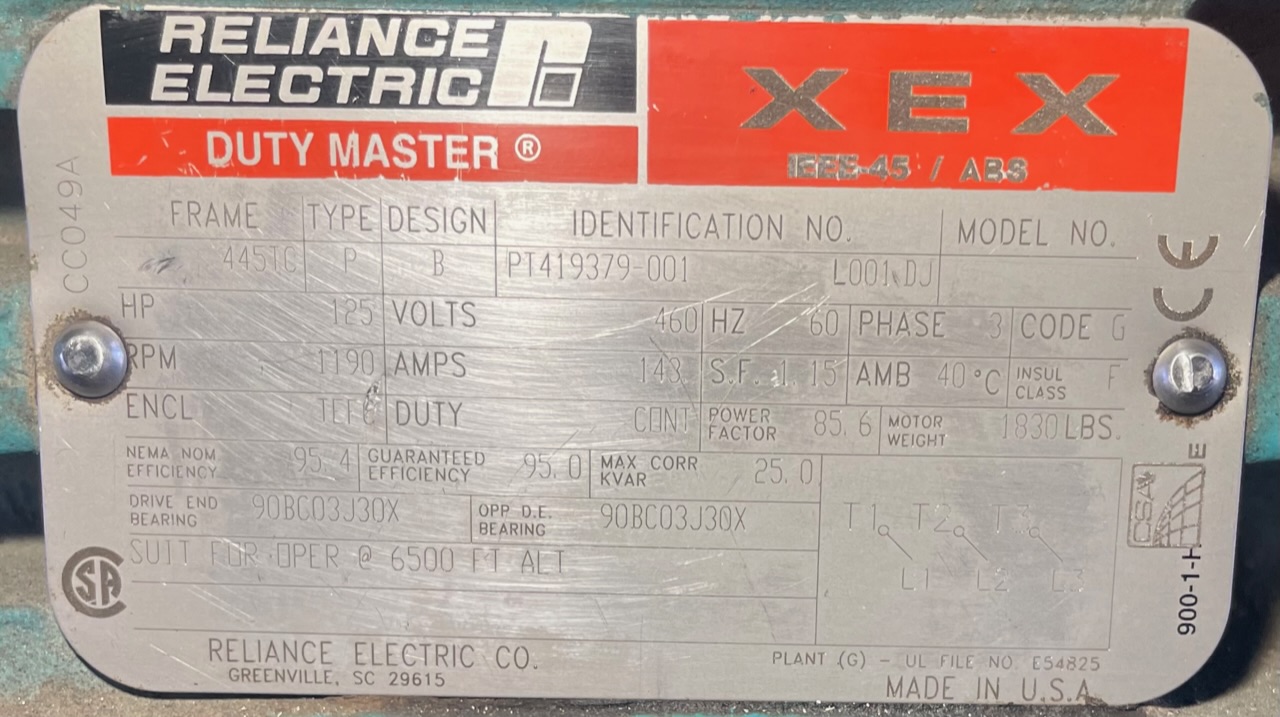 RELIANCE
ELECTRIC
DUTY MASTER ®
XEX
IEEE-45 / ABS
CC049A
FRAME TYPE DESIGN IDENTIFICATION NO. MODEL NO.
445TC P B PT419379-001 L001 DJ
CE
HP 125 VOLTS 460 HZ 60 PHASE 3 CODE G
RPM 1190 AMPS 143 S.F. 1.15 AMB 40°C INSUL CLASS F
ENCL TEFC DUTY CONT POWER FACTOR 85.6 MOTOR WEIGHT 1830 LBS.
NEMA NOM EFFICIENCY 95.4 GUARANTEED EFFICIENCY 95.0 MAX CORR KVAR 25.0
DRIVE END BEARING 90BC03J30X OPP D.E. BEARING 90BC03J30X
SUIT FOR OPER @ 6500 FT ALT
T1 T2 T3
L1 L2 L3
SA
CSA
E
900-1-H
RELIANCE ELECTRIC CO.
GREENVILLE, SC 29615
PLANT (G) - UL FILE NO. E54825
MADE IN U.S.A.